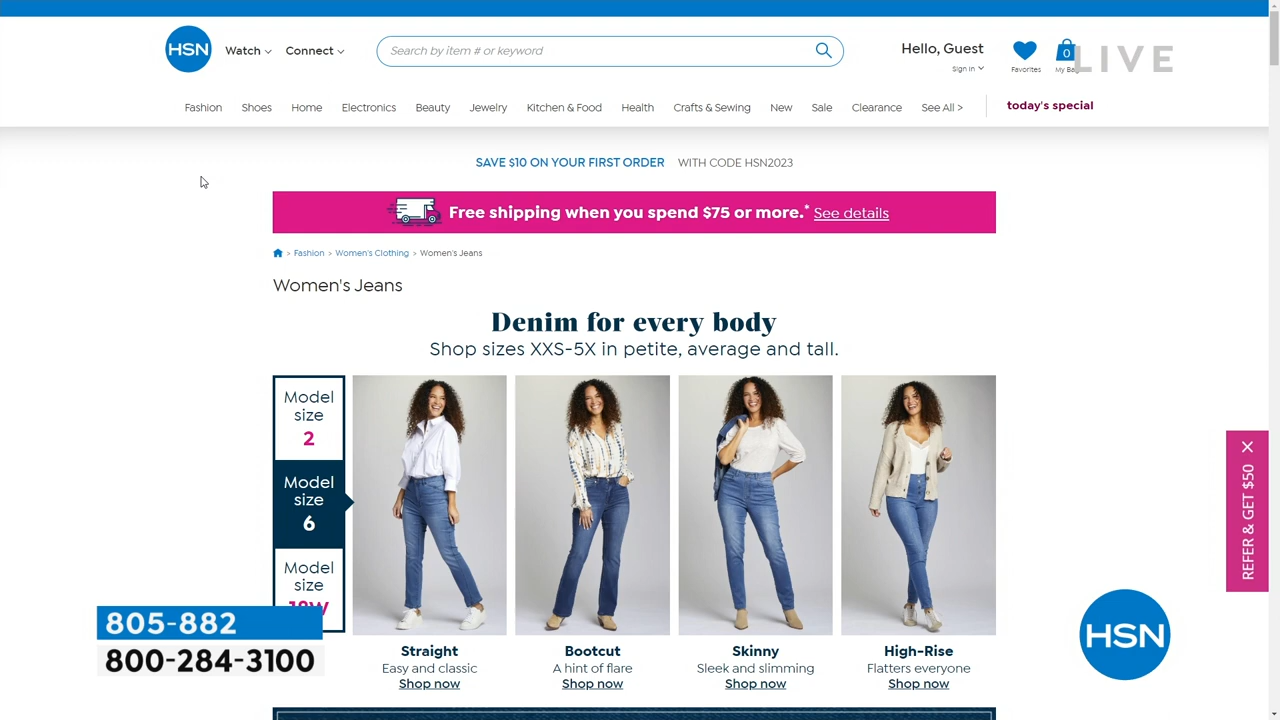 HSN
Watch
Connect
Search by item # or keyword
Hello, Guest
Sign in
Favorites
0
My Bag
LIVE
Fashion
Shoes
Home
Electronics
Beauty
Jewelry
Kitchen & Food
Health
Crafts & Sewing
New
Sale
Clearance
See All >
today's special
SAVE $10 ON YOUR FIRST ORDER WITH CODE HSN2023
Free shipping when you spend $75 or more.* See details
> Fashion > Women's Clothing > Women's Jeans
Women's Jeans
Denim for every body
Shop sizes XXS-5X in petite, average and tall.
Model
size
2
Model
size
6
Model
size
18W
Straight
Easy and classic
Shop now
Bootcut
A hint of flare
Shop now
Skinny
Sleek and slimming
Shop now
High-Rise
Flatters everyone
Shop now
X
REFER & GET $50
805-882
800-284-3100
HSN